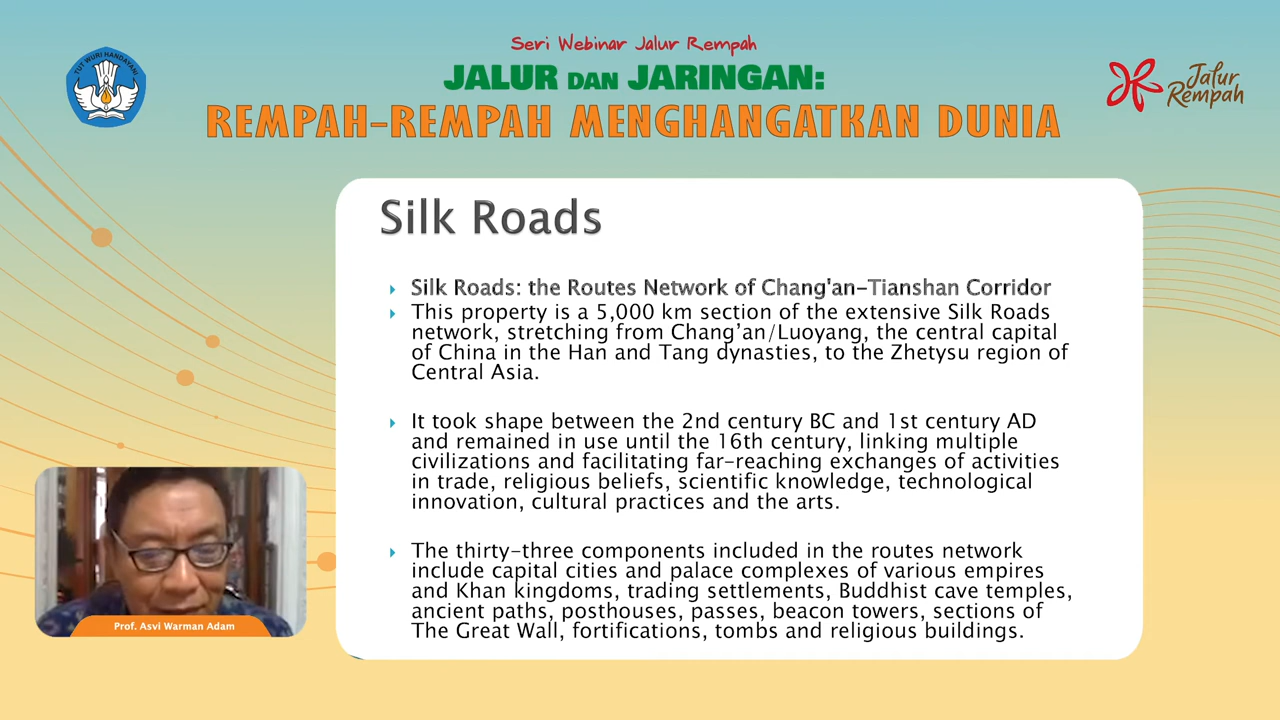 Seri Webinar Jalur Rempah
JALUR DAN JARINGAN:
REMPAH-REMPAH MENGHANGATKAN DUNIA
TUT WURI HANDAYANI
Jalur
Rempah
Silk Roads
Silk Roads: the Routes Network of Chang'an-Tianshan Corridor
This property is a 5,000 km section of the extensive Silk Roads
network, stretching from Chang’an/Luoyang, the central capital
of China in the Han and Tang dynasties, to the Zhetysu region of
Central Asia.
It took shape between the 2nd century BC and 1st century AD
and remained in use until the 16th century, linking multiple
civilizations and facilitating far-reaching exchanges of activities
in trade, religious beliefs, scientific knowledge, technological
innovation, cultural practices and the arts.
The thirty-three components included in the routes network
include capital cities and palace complexes of various empires
and Khan kingdoms, trading settlements, Buddhist cave temples,
ancient paths, posthouses, passes, beacon towers, sections of
The Great Wall, fortifications, tombs and religious buildings.
Prof. Asvi Warman Adam